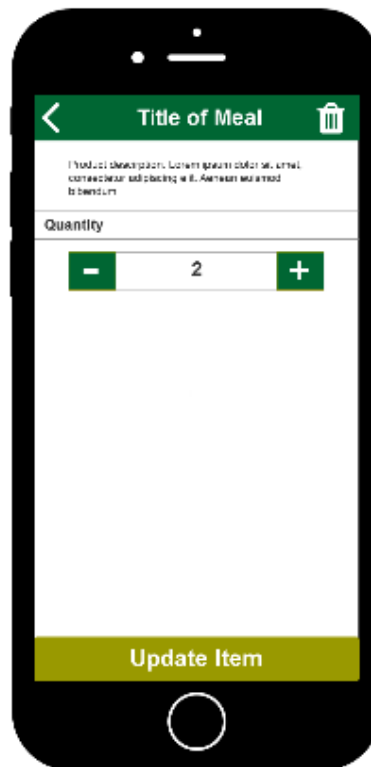 Title of Meal
Product description. Lorem ipsum dolor sit amet,
consectetur adipiscing elit. Aenean euismod
bibendum
Quantity
- 2 +
Update Item